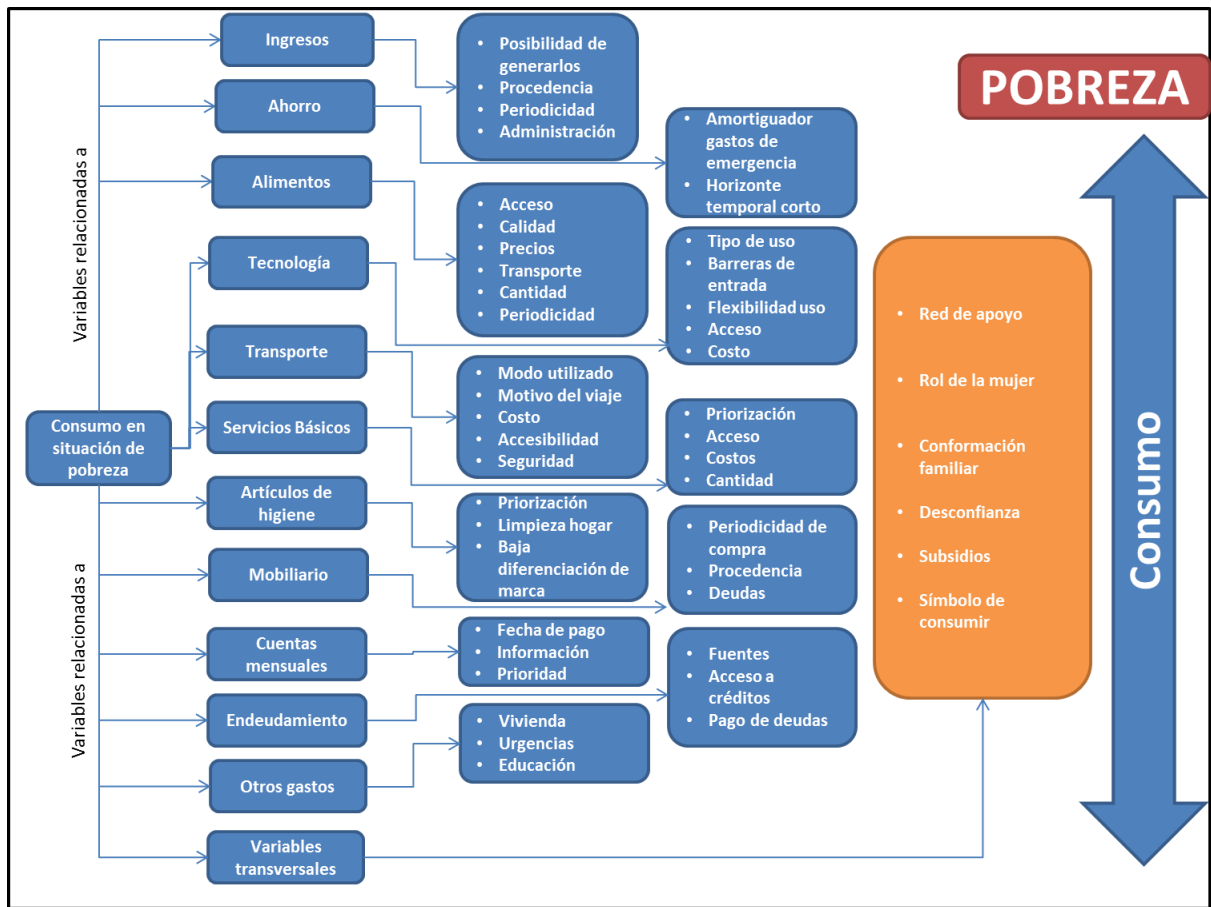 Variables relacionadas a
Variables relacionadas a
Consumo en
situación de
pobreza
Ingresos
Ahorro
Alimentos
Tecnología
Transporte
Servicios Básicos
Artículos de
higiene
Mobiliario
Cuentas
mensuales
Endeudamiento
Otros gastos
Variables
transversales
• Posibilidad de
generarlos
• Procedencia
• Periodicidad
• Administración
• Amortiguador
gastos de
emergencia
• Horizonte
temporal corto
• Acceso
• Calidad
• Precios
• Transporte
• Cantidad
• Periodicidad
• Tipo de uso
• Barreras de
entrada
• Flexibilidad uso
• Acceso
• Costo
• Modo utilizado
• Motivo del viaje
• Costo
• Accesibilidad
• Seguridad
• Priorización
• Acceso
• Costos
• Cantidad
• Priorización
• Limpieza hogar
• Baja
diferenciación de
marca
• Periodicidad de
compra
• Procedencia
• Deudas
• Fecha de pago
• Información
• Prioridad
• Fuentes
• Acceso a
créditos
• Pago de deudas
• Vivienda
• Urgencias
• Educación
• Red de apoyo
• Rol de la mujer
• Conformación
familiar
• Desconfianza
• Subsidios
• Símbolo de
consumir
POBREZA
Consumo